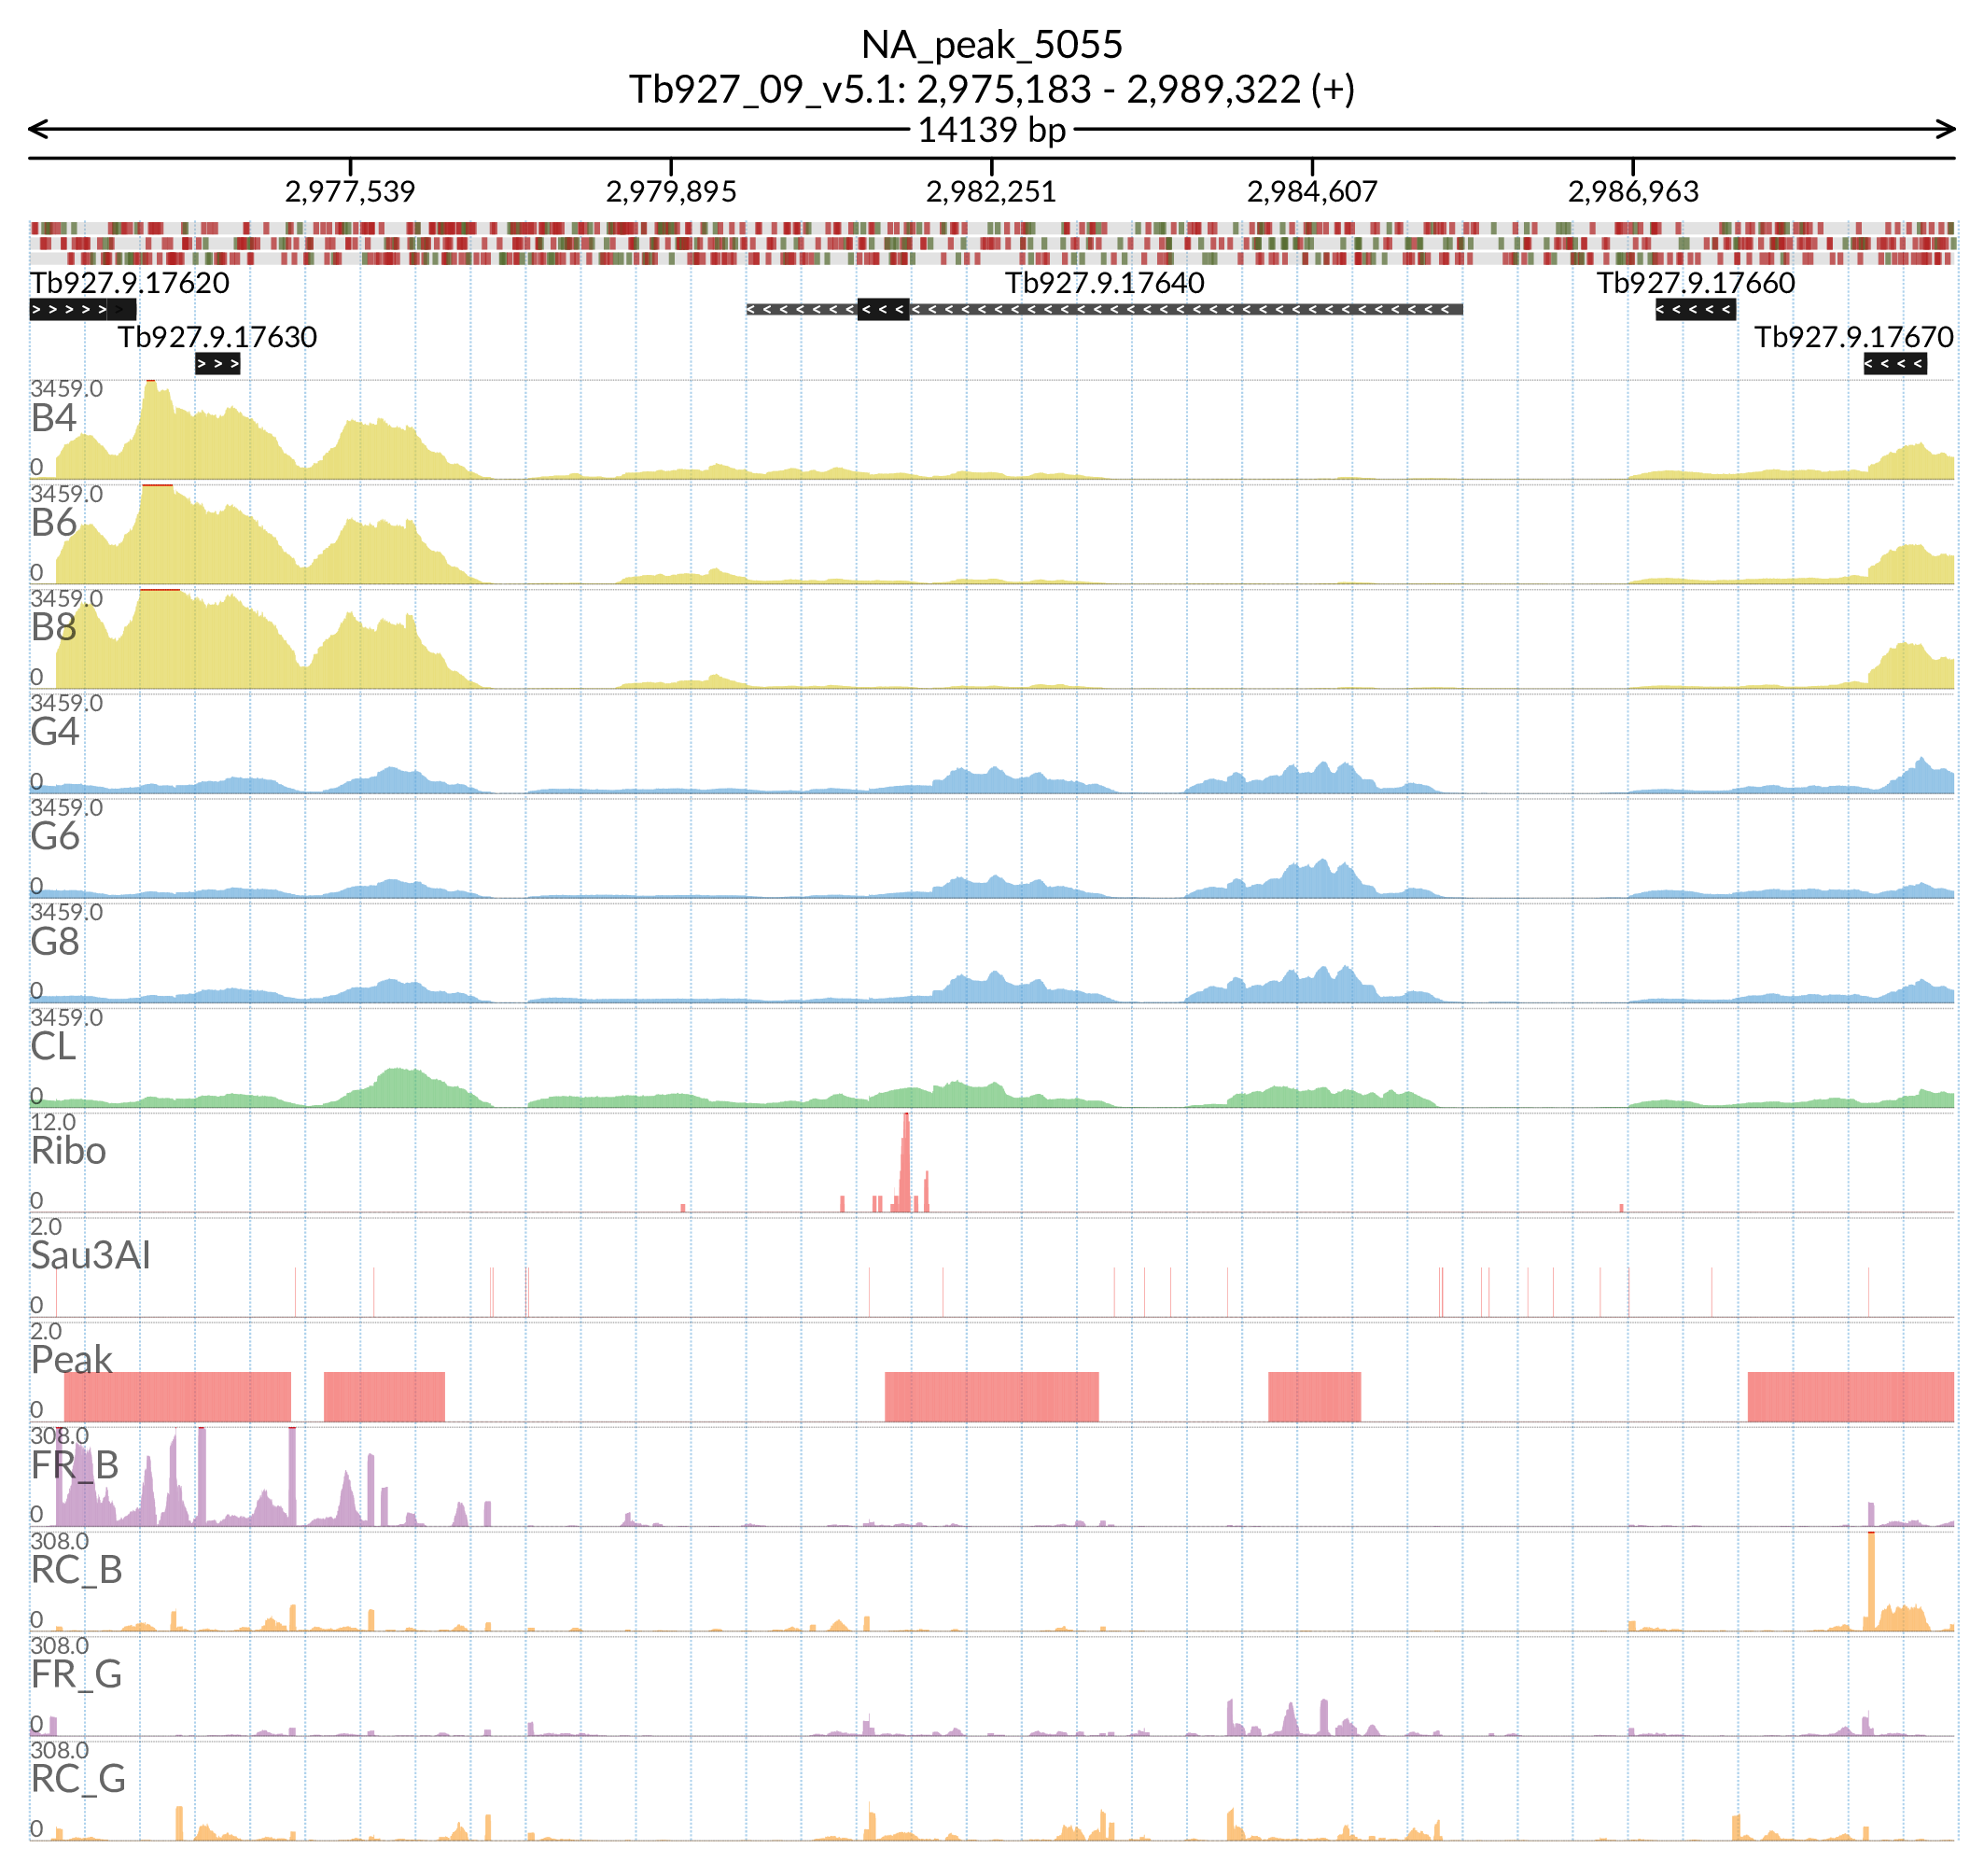 NA_peak_5055
Tb927_09_v5.1: 2,975,183 - 2,989,322 (+)
14139 bp
2,977,539 2,979,895 2,982,251 2,984,607 2,986,963
Tb927.9.17620 Tb927.9.17640 Tb927.9.17660
Tb927.9.17630 Tb927.9.17670
3459.0
B4
0
3459.0
B6
0
3459.0
B8
0
3459.0
G4
0
3459.0
G6
0
3459.0
G8
0
3459.0
CL
0
12.0
Ribo
0
2.0
Sau3AI
0
2.0
Peak
0
308.0
FR_B
0
308.0
RC_B
0
308.0
FR_G
0
308.0
RC_G
0